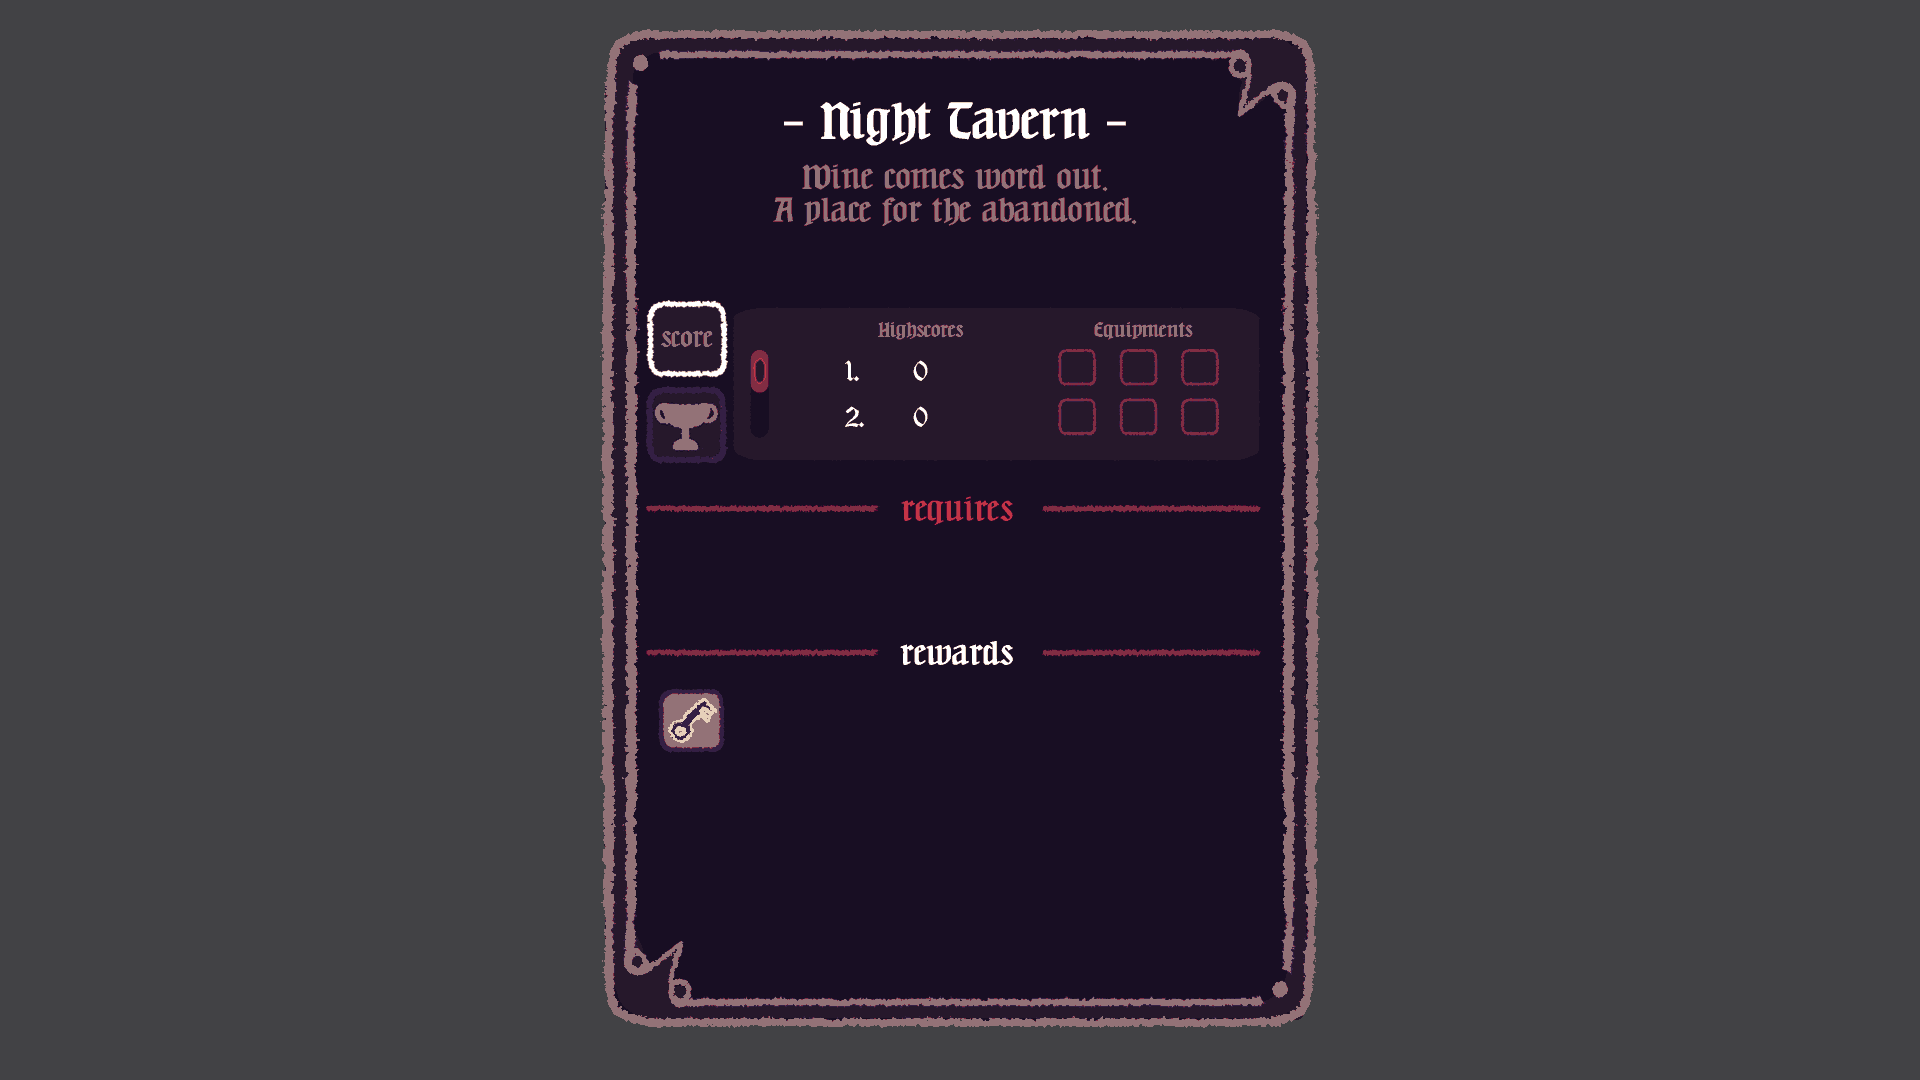 - Night Tavern -
Wine comes word out.
A place for the abandoned.
score
Highscores Equipments
1. 0
2. 0
requires
rewards